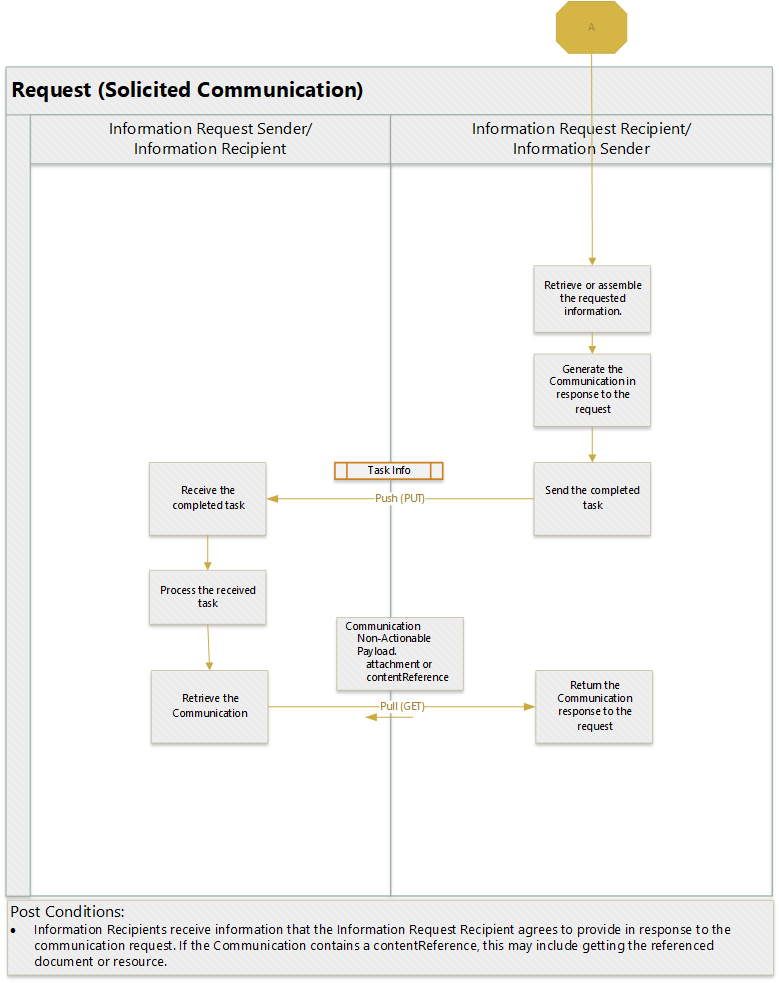 A
Request (Solicited Communication)
Information Request Sender/
Information Recipient
Information Request Recipient/
Information Sender
Retrieve or assemble
the requested
information.
Generate the
Communication in
response to the
request
Task Info
Push (PUT)
Send the completed
task
Receive the
completed task
Process the received
task
Communication
Non-Actionable
Payload.
attachment or
contentReference
Retrieve the
Communication
Pull (GET)
Return the
Communication
response to the
request
Post Conditions:
• Information Recipients receive information that the Information Request Recipient agrees to provide in response to the
communication request. If the Communication contains a contentReference, this may include getting the referenced
document or resource.